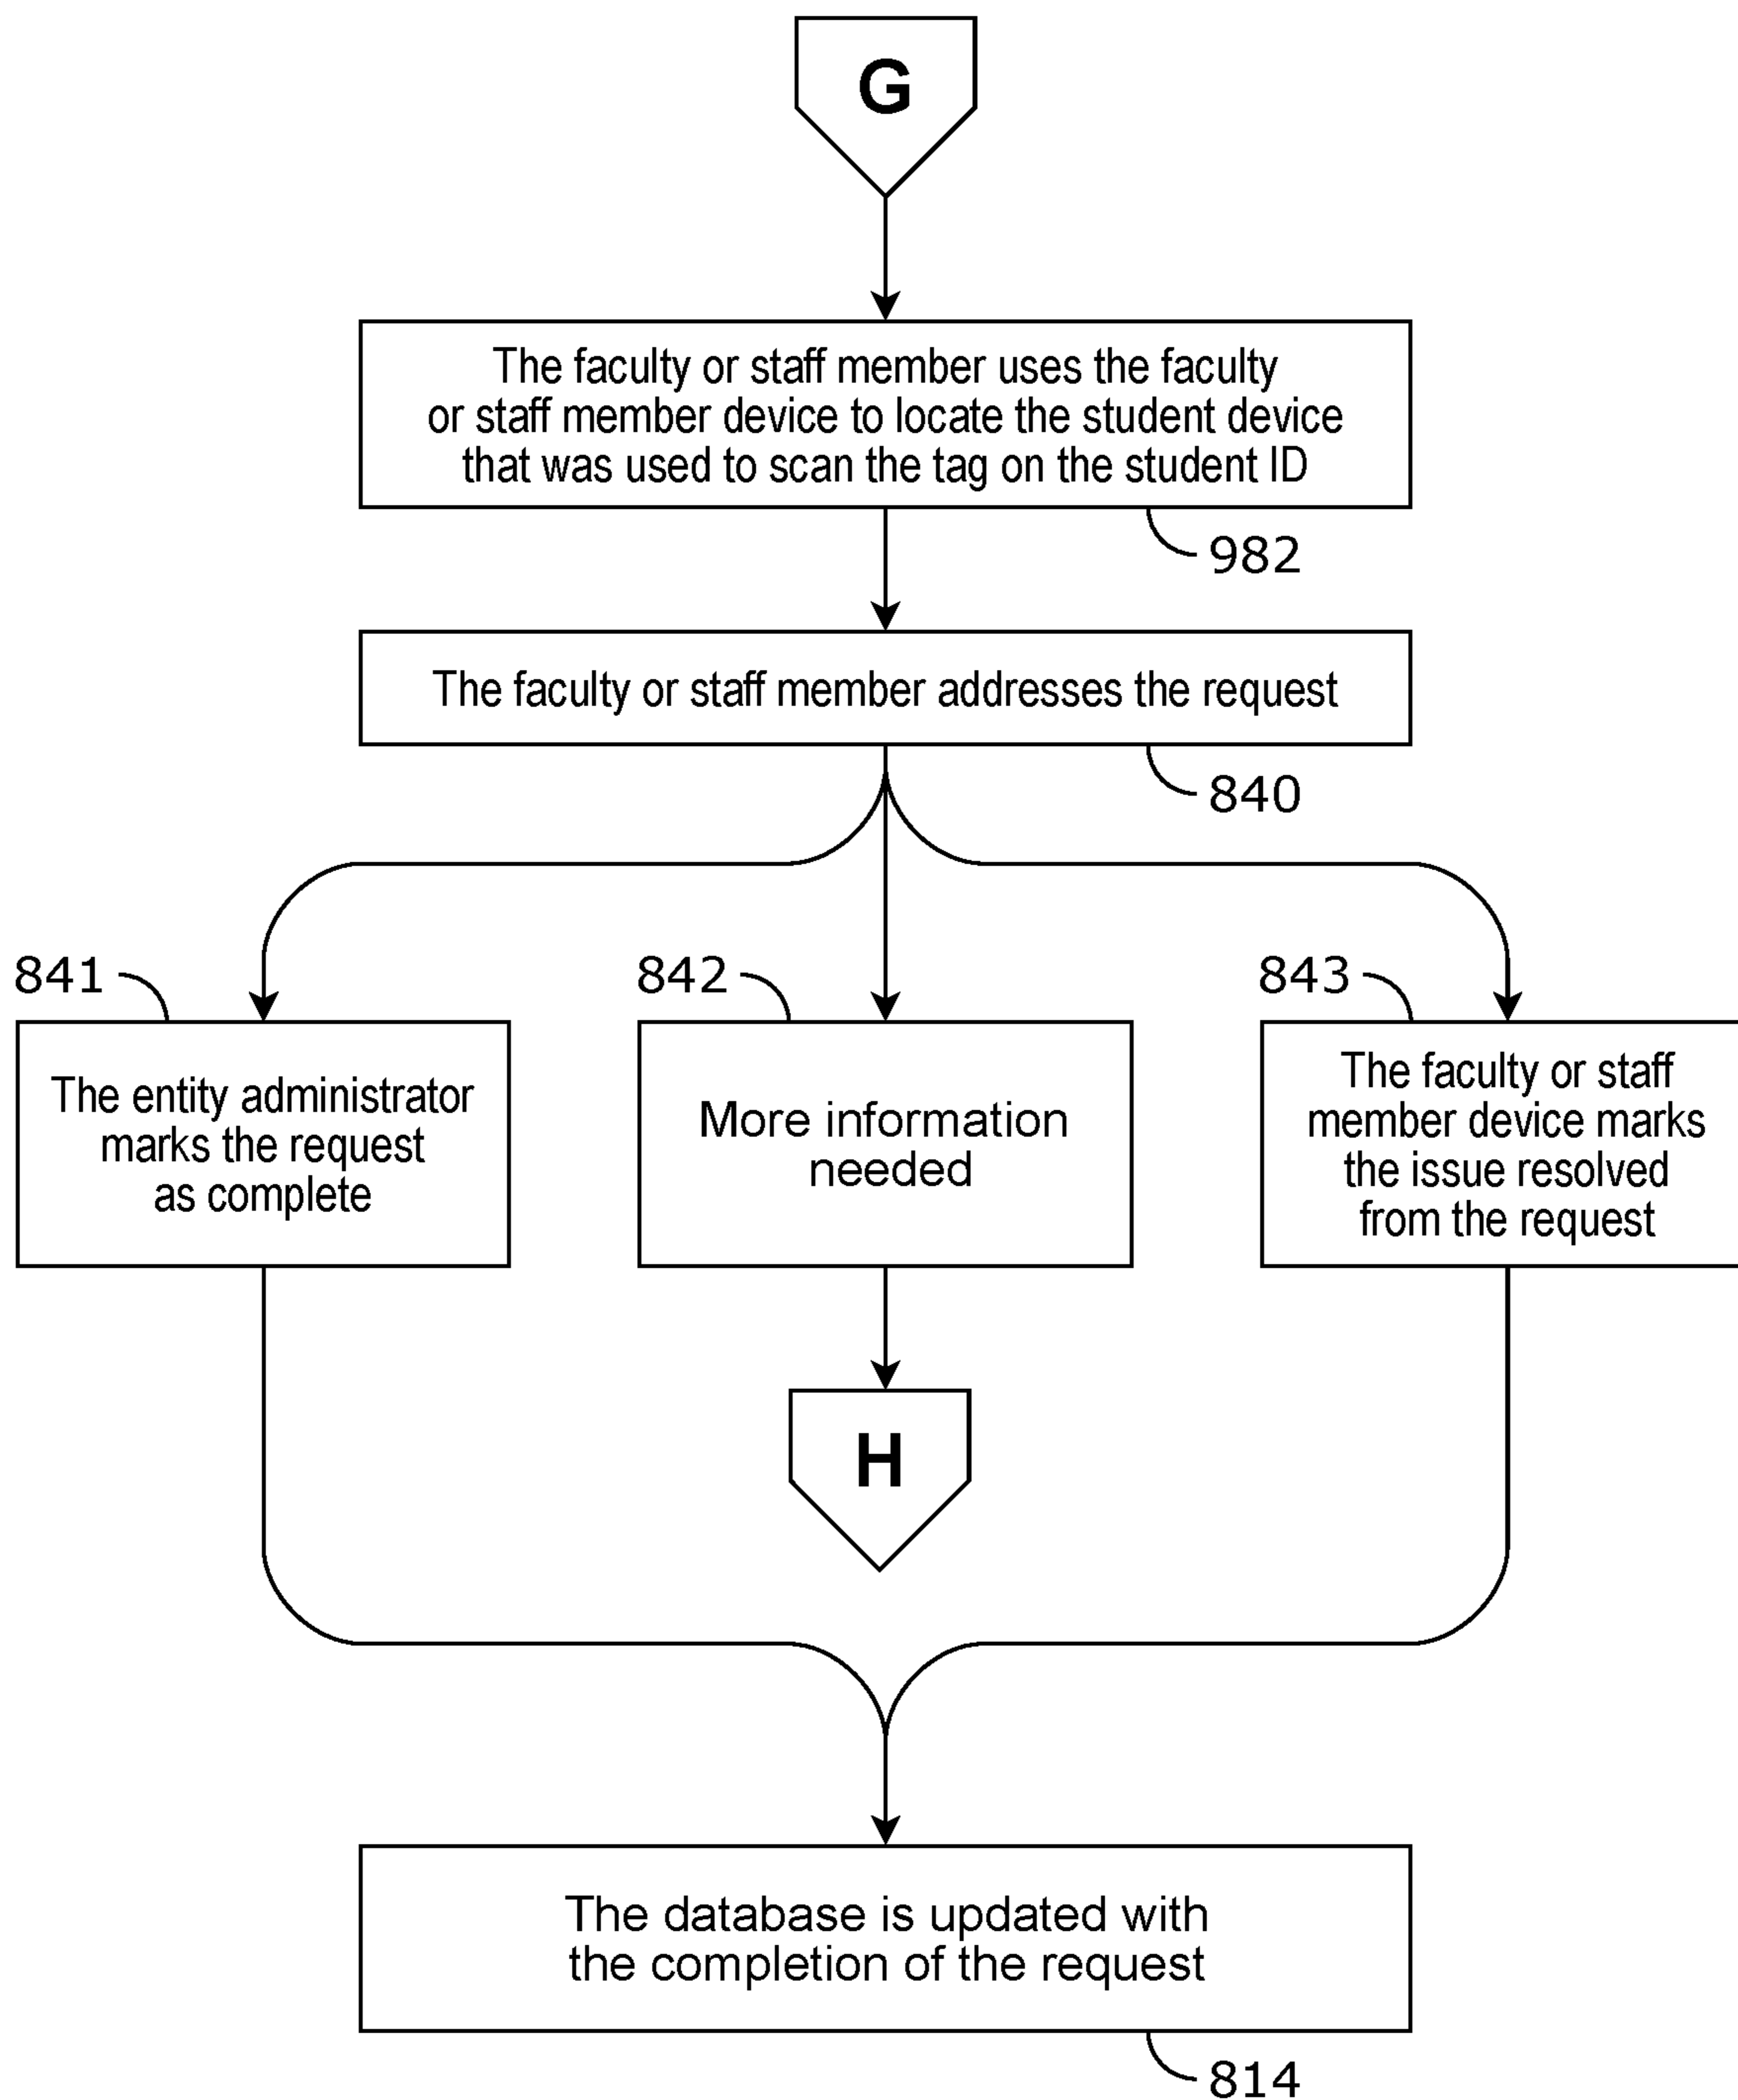 G
The faculty or staff member uses the faculty
or staff member device to locate the student device
that was used to scan the tag on the student ID
982
The faculty or staff member addresses the request
840
841
The entity administrator
marks the request
as complete
842
More information
needed
843
The faculty or staff
member device marks
the issue resolved
from the request
H
The database is updated with
the completion of the request
814